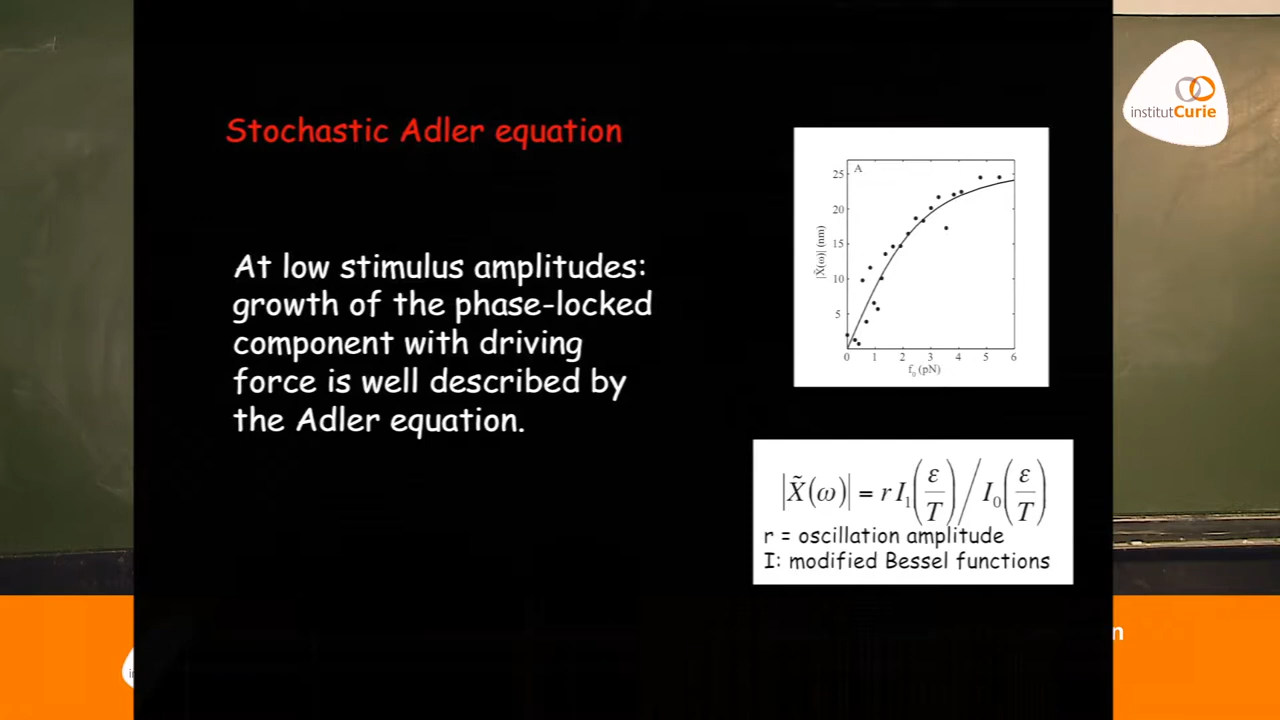 institutCurie
Stochastic Adler equation
At low stimulus amplitudes:
growth of the phase-locked
component with driving
force is well described by
the Adler equation.
A
25
20
15
10
5
|X̃(ω)| (nm)
0 1 2 3 4 5 6
f₀ (pN)
|X̃(ω)| = r I₁(ε/T) / I₀(ε/T)
r = oscillation amplitude
I: modified Bessel functions
n
in